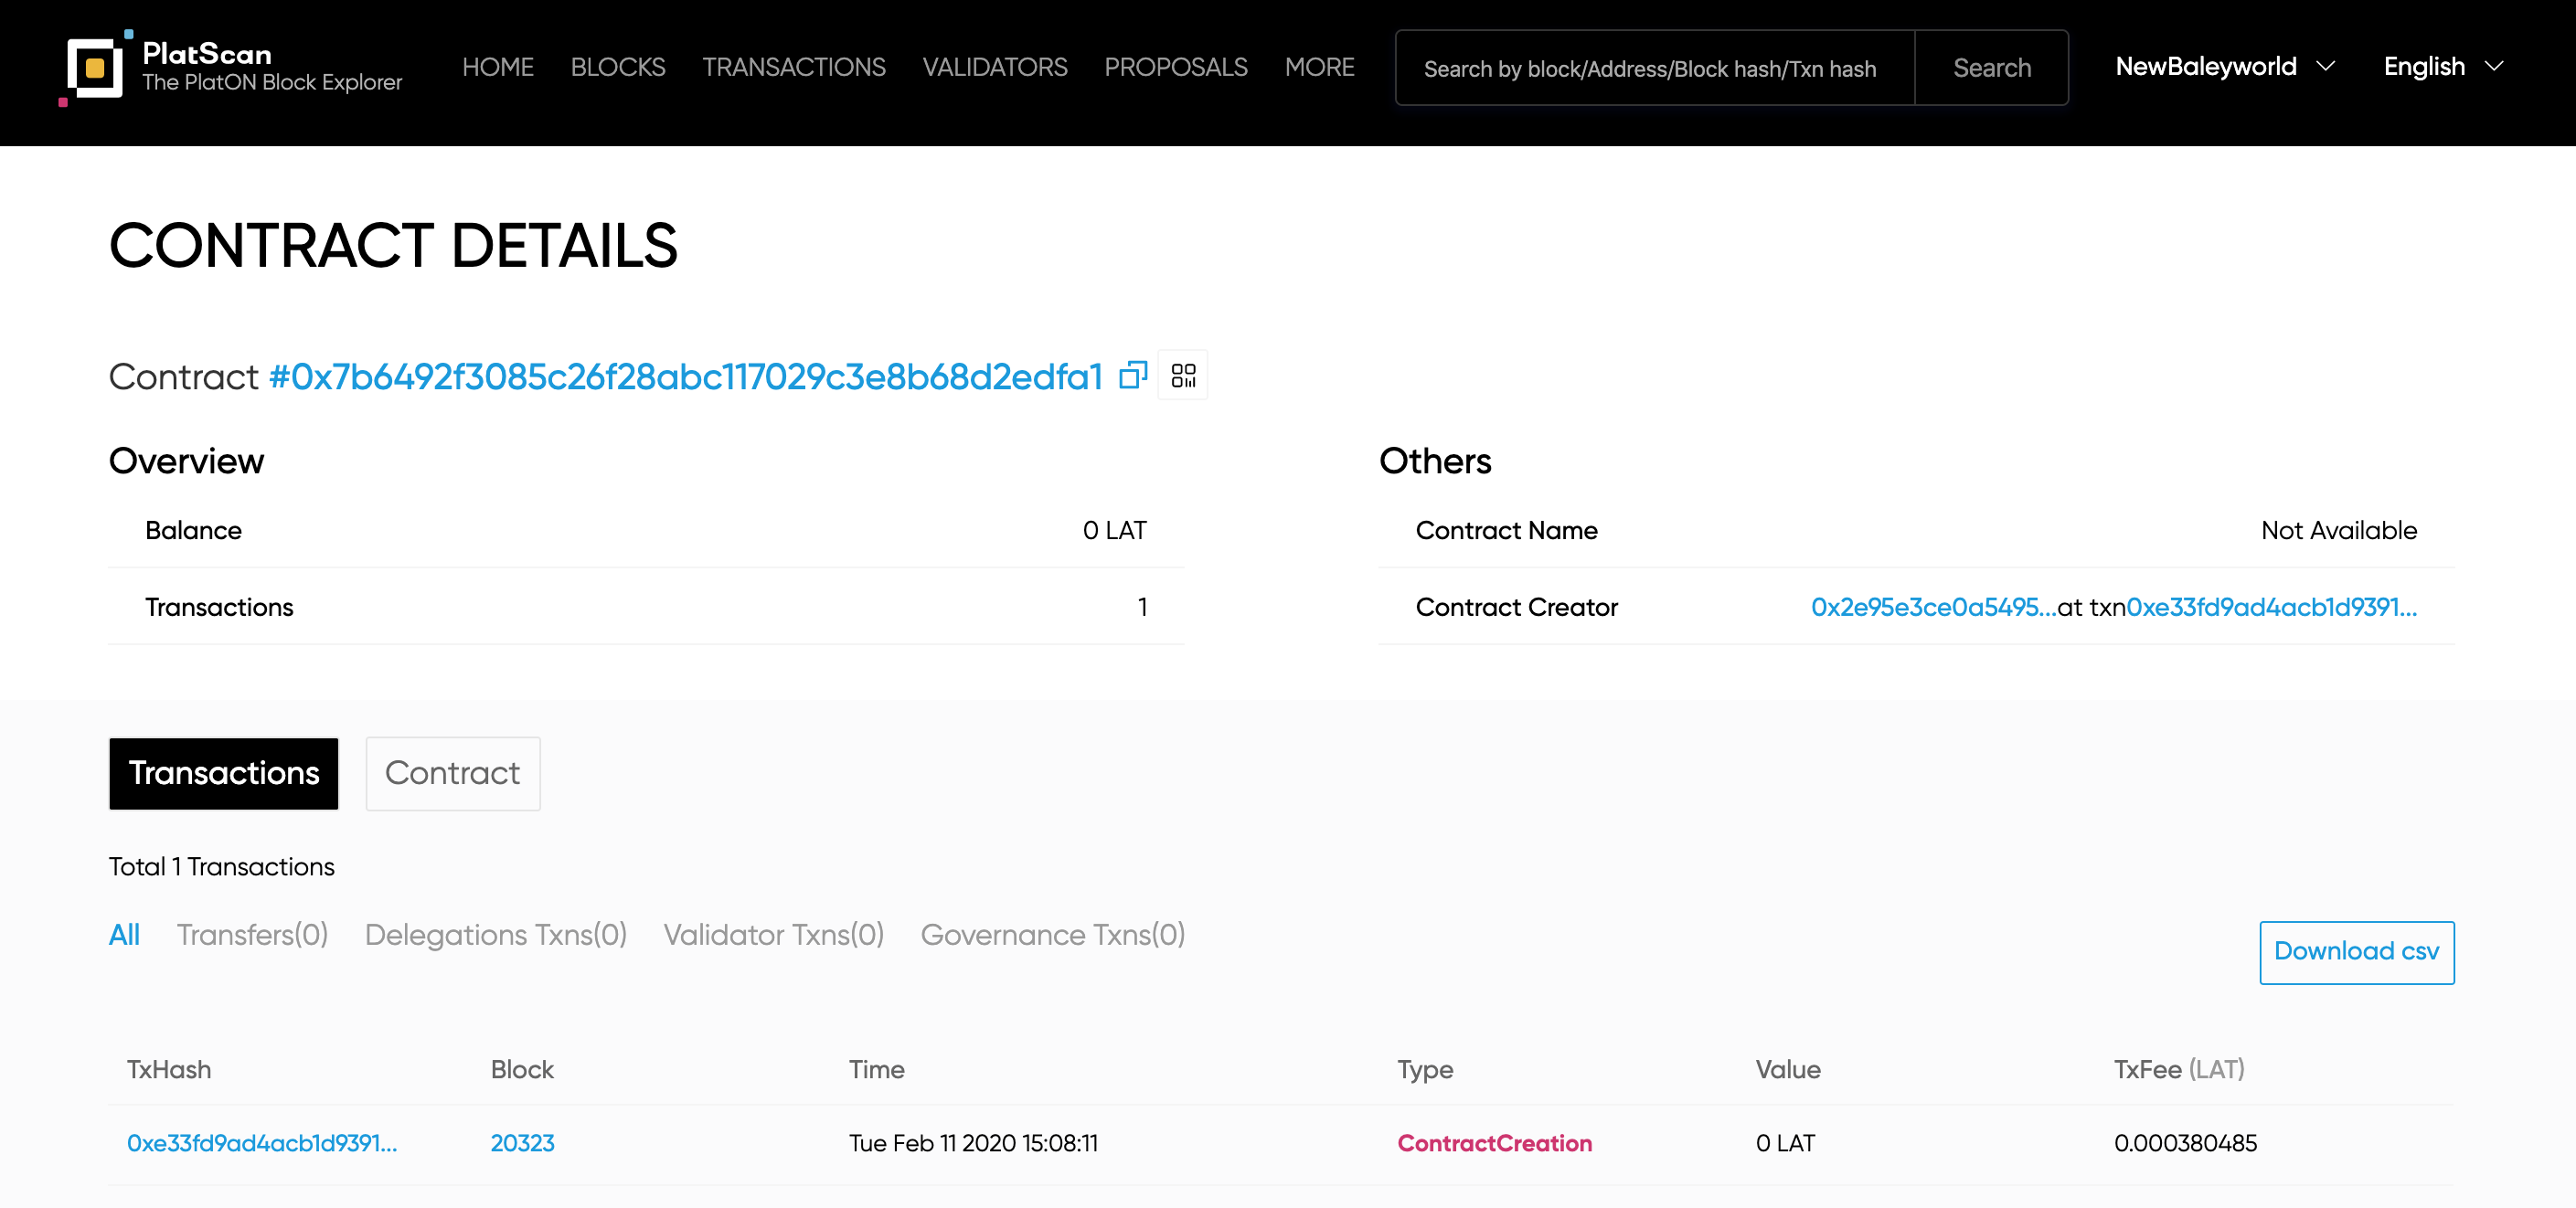 PlatScan
The PlatON Block Explorer
HOME BLOCKS TRANSACTIONS VALIDATORS PROPOSALS MORE
Search by block/Address/Block hash/Txn hash Search
NewBaleyworld English
CONTRACT DETAILS
Contract #0x7b6492f3085c26f28abc117029c3e8b68d2edfa1
Overview
Balance 0 LAT
Transactions 1
Others
Contract Name Not Available
Contract Creator 0x2e95e3ce0a5495...at txn0xe33fd9ad4acb1d9391...
Transactions Contract
Total 1 Transactions
All Transfers(0) Delegations Txns(0) Validator Txns(0) Governance Txns(0)
Download csv
TxHash Block Time Type Value TxFee (LAT)
0xe33fd9ad4acb1d9391... 20323 Tue Feb 11 2020 15:08:11 ContractCreation 0 LAT 0.000380485